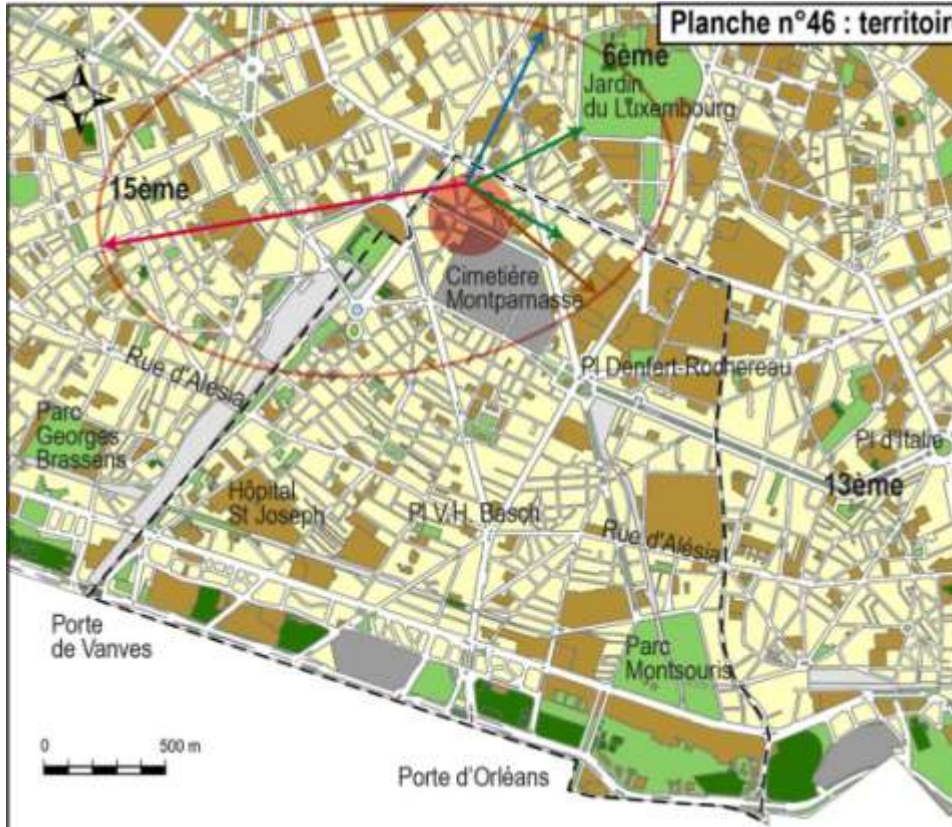 Planche n°46 : territoir
6ème
Jardin
du Luxembourg
15ème
Cimetière
Montparnasse
Rue d'Alésia
Pl Denfert-Rochereau
Parc
Georges
Brassens
Pl d'Italie
Hôpital
St Joseph
Pl V.H. Basch
13ème
Rue d'Alésia
Porte
de Vanves
Parc
Montsouris
0 500 m
Porte d'Orléans